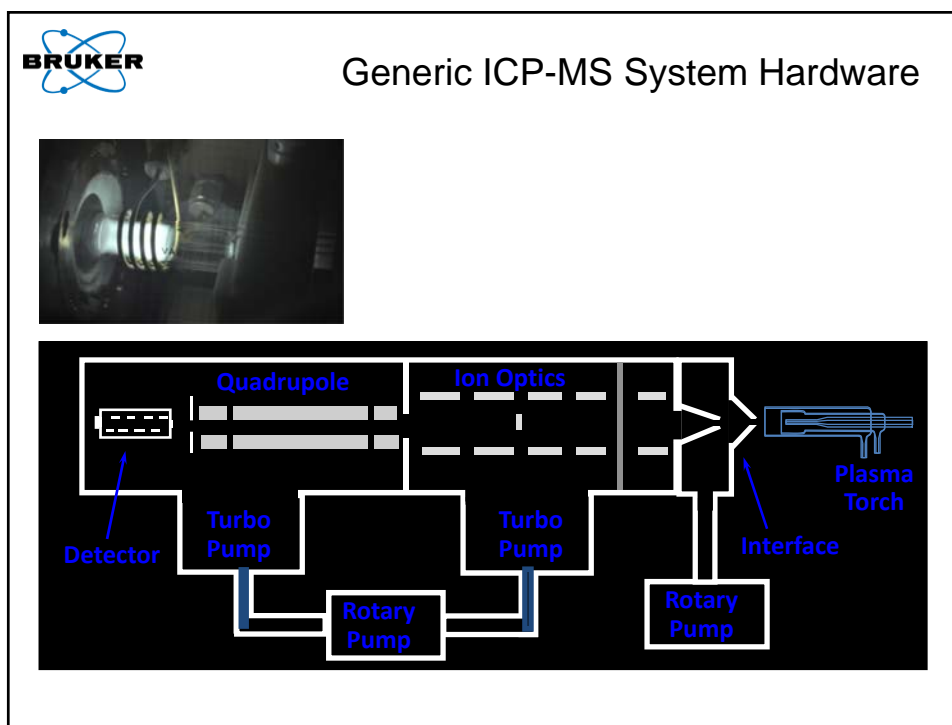 BRUKER
Generic ICP-MS System Hardware
Quadrupole
Ion Optics
Plasma
Torch
Detector
Turbo
Pump
Turbo
Pump
Interface
Rotary
Pump
Rotary
Pump